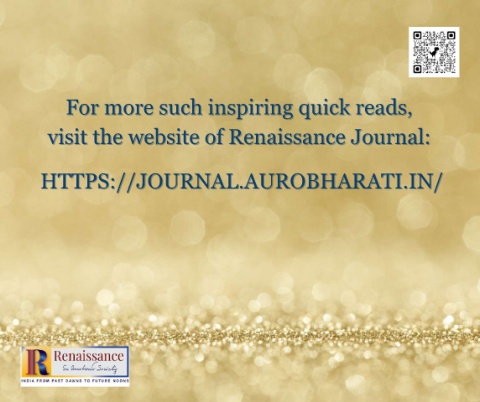 For more such inspiring quick reads,
visit the website of Renaissance Journal:
HTTPS://JOURNAL.AUROBHARATI.IN/
Renaissance
Sri Aurobindo Society
INDIA FROM PAST DAWNS TO FUTURE NOONS